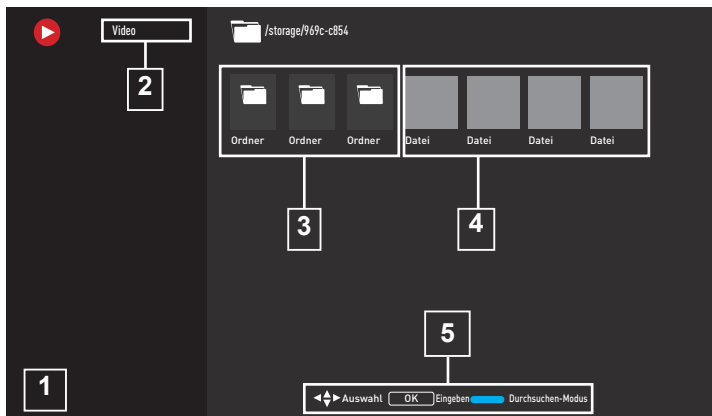 Video
/storage/969c-c854
2
Ordner Ordner Ordner Datei Datei Datei Datei
3
4
5
1
Auswahl OK Eingeben Durchsuchen-Modus